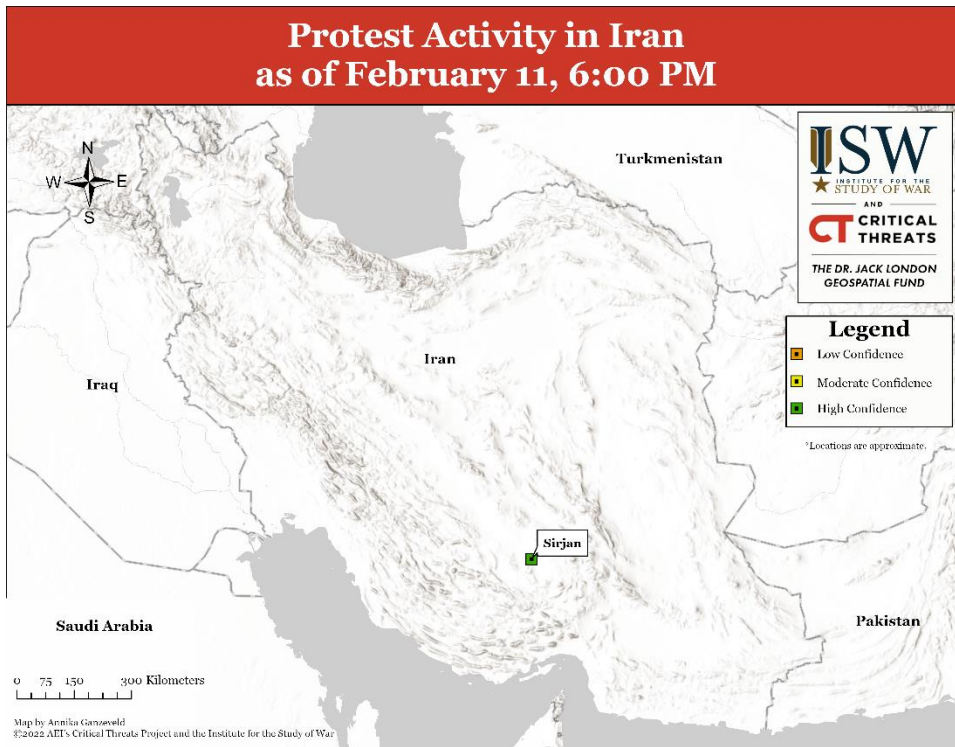 Protest Activity in Iran
as of February 11, 6:00 PM
N
W E
S
Turkmenistan
ISW
INSTITUTE FOR THE
STUDY OF WAR
AND
CT CRITICAL
THREATS
THE DR. JACK LONDON
GEOSPATIAL FUND
Legend
Low Confidence
Moderate Confidence
High Confidence
*Locations are approximate.
Iran
Iraq
Sirjan
Saudi Arabia
Pakistan
0 75 150 300 Kilometers
Map by Annika Ganzeveld
©2022 AEI's Critical Threats Project and the Institute for the Study of War